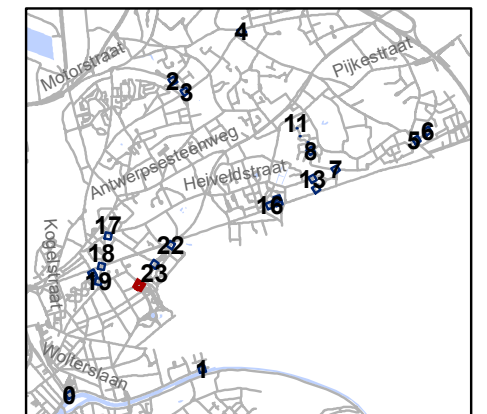 4
Motorstraat
Pijkestraat
2
3
11
6
5
Antwerpsesteenweg
8
Heiveldstraat
7
13
16
17
Kogelstraat
22
18
23
19
Wolterslaan
1
0